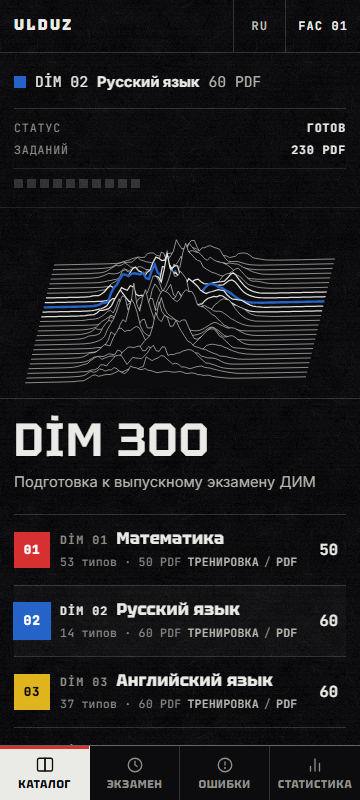 ULDUZ
RU
FAC 01
DİM 02 Русский язык 60 PDF
СТАТУС ГОТОВ
ЗАДАНИЙ 230 PDF
DİM 300
Подготовка к выпускному экзамену ДИМ
01 DİM 01 Математика
53 типов · 50 PDF ТРЕНИРОВКА / PDF
50
02 DİM 02 Русский язык
14 типов · 60 PDF ТРЕНИРОВКА / PDF
60
03 DİM 03 Английский язык
37 типов · 60 PDF ТРЕНИРОВКА / PDF
60
КАТАЛОГ
ЭКЗАМЕН
ОШИБКИ
СТАТИСТИКА